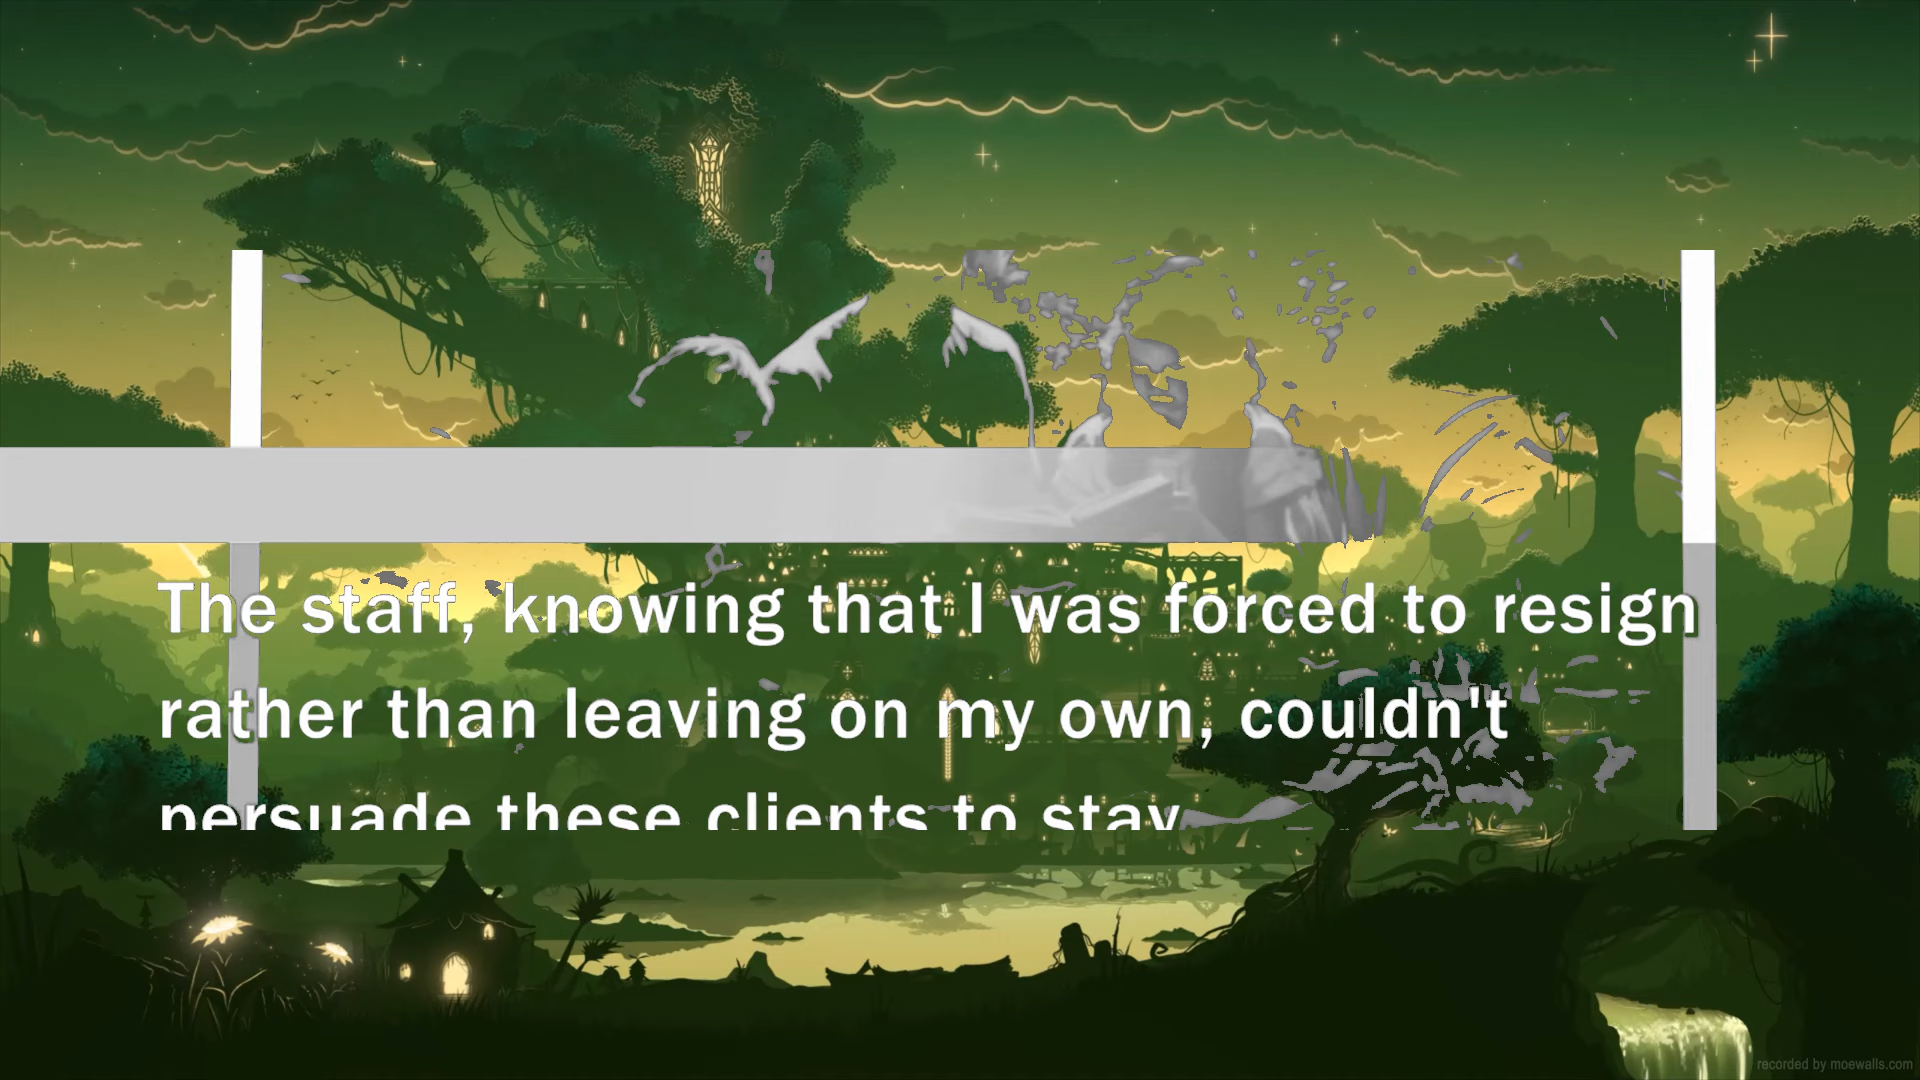 The staff, knowing that I was forced to resign
rather than leaving on my own, couldn't
persuade these clients to stay
recorded by moewalls.com